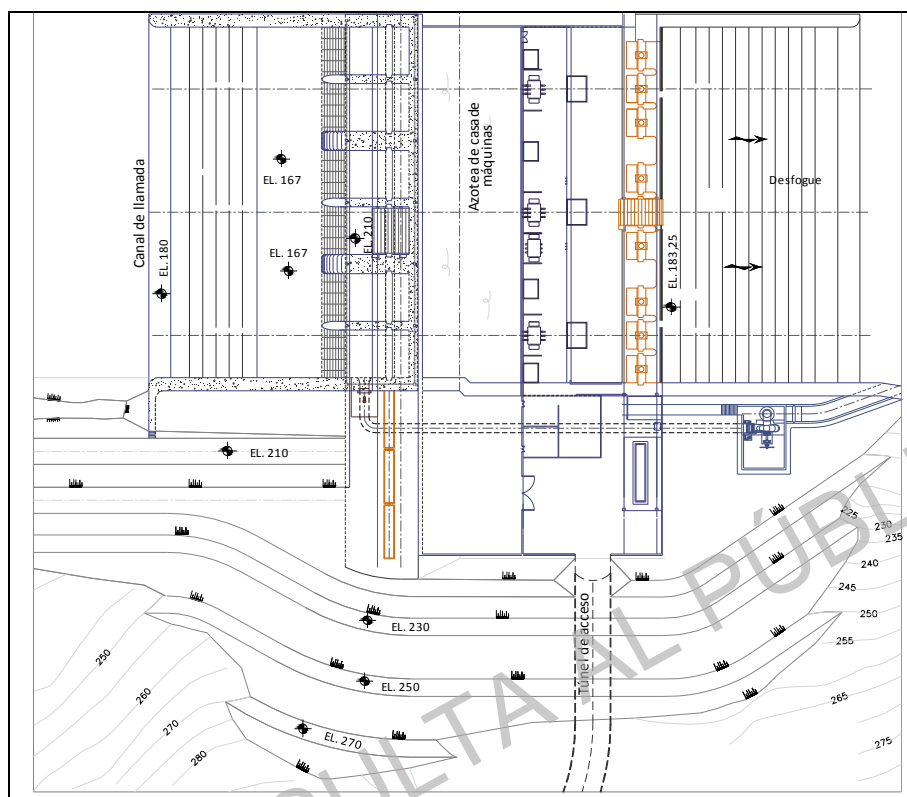 Canal de llamada
EL. 180
EL. 167
EL. 167
EL. 210
Azotea de casa de
máquinas
Desfogue
EL. 183,25
EL. 210
EL. 230
EL. 250
EL. 270
Túnel de acceso
250
260
270
280
225
230
235
240
245
250
255
265
275
SULTA AL PÚBLI